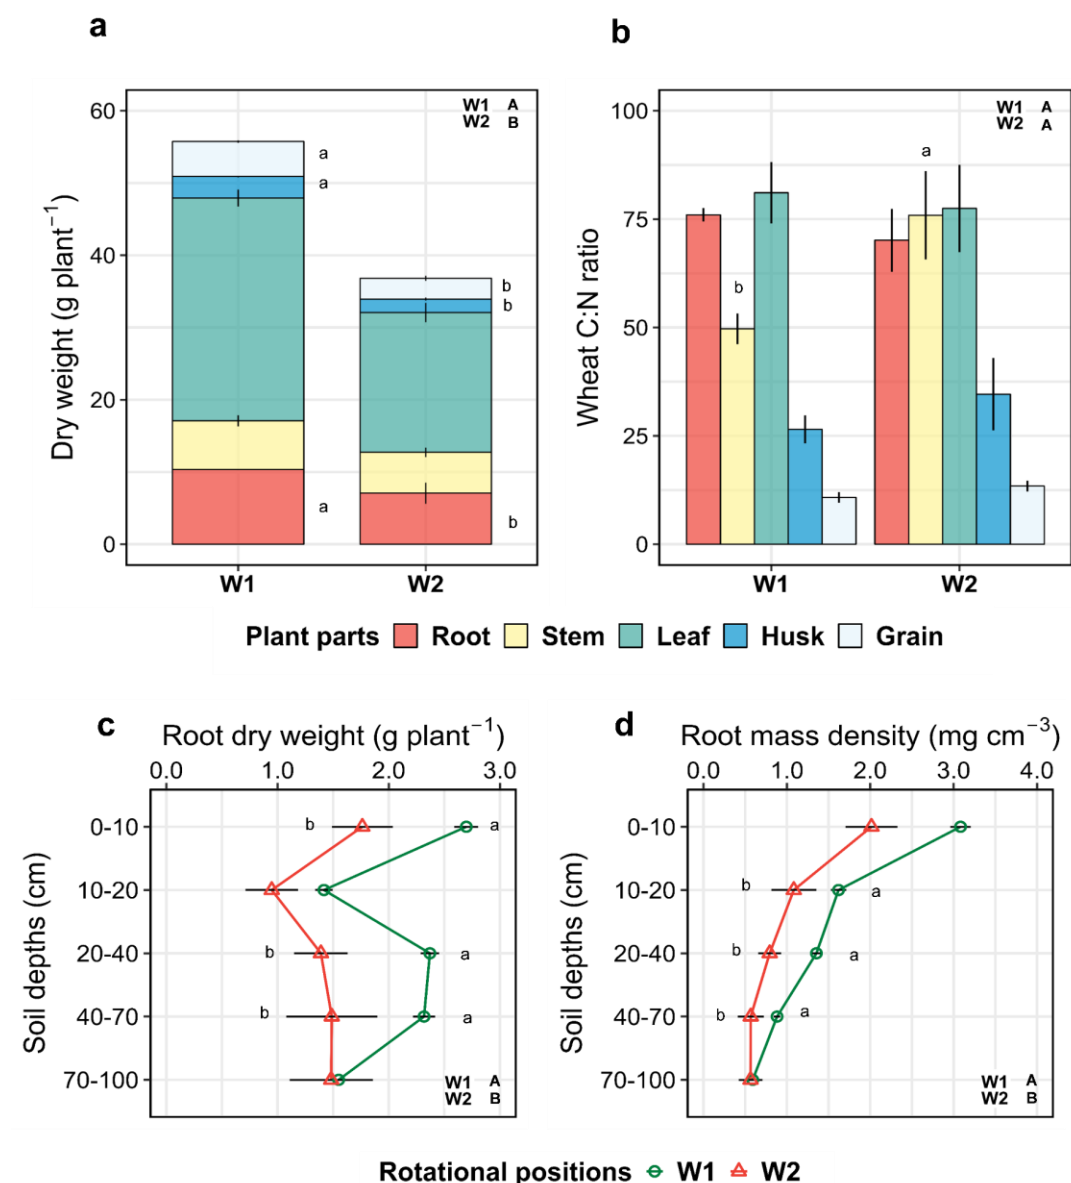 a
Dry weight (g plant⁻¹)
60
40
20
0
W1 A
W2 B
a
a
a
b
b
b
W1 W2
b
Wheat C:N ratio
100
75
50
25
0
W1 A
W2 A
b
a
W1 W2
Plant parts Root Stem Leaf Husk Grain
c
Root dry weight (g plant⁻¹)
0.0 1.0 2.0 3.0
Soil depths (cm)
0-10
10-20
20-40
40-70
70-100
b a
b a
b a
W1 A
W2 B
d
Root mass density (mg cm⁻³)
0.0 1.0 2.0 3.0 4.0
Soil depths (cm)
0-10
10-20
20-40
40-70
70-100
b a
b a
b a
W1 A
W2 B
Rotational positions W1 W2